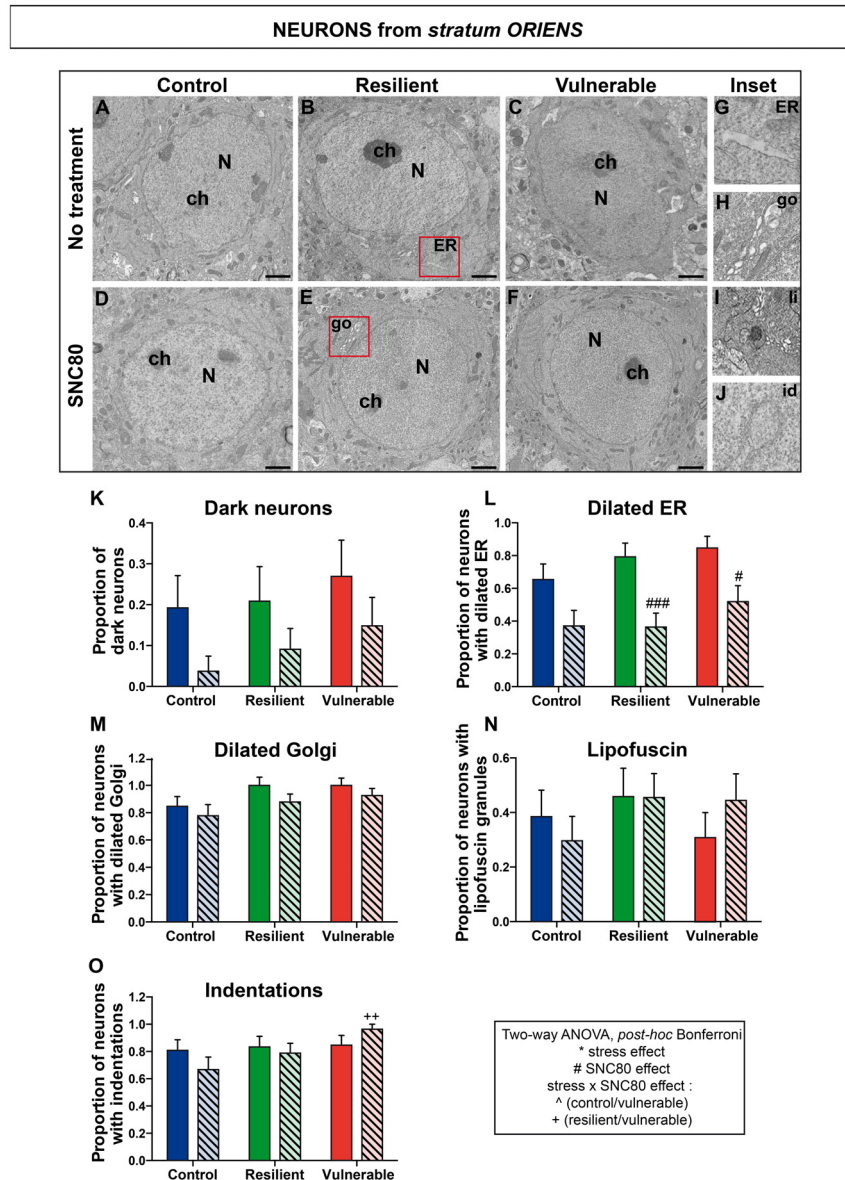 NEURONS from stratum ORIENS
Control Resilient Vulnerable Inset
No treatment
A
N
ch
B
ch
N
ER
C
ch
N
G
ER
H
go
SNC80
D
ch
N
E
go
N
ch
F
N
ch
I
li
J
id
K
Dark neurons
Proportion of
dark neurons
0.4
0.3
0.2
0.1
0.0
Control Resilient Vulnerable
L
Dilated ER
Proportion of neurons
with dilated ER
1.0
0.8
0.6
0.4
0.2
0.0
###
#
Control Resilient Vulnerable
M
Dilated Golgi
Proportion of neurons
with dilated Golgi
1.2
1.0
0.8
0.6
0.4
0.2
0.0
Control Resilient Vulnerable
N
Lipofuscin
Proportion of neurons with
lipofuscin granules
0.6
0.4
0.2
0.0
Control Resilient Vulnerable
O
Indentations
Proportion of neurons
with indentations
1.2
1.0
0.8
0.6
0.4
0.2
0.0
++
Control Resilient Vulnerable
Two-way ANOVA, post-hoc Bonferroni
* stress effect
# SNC80 effect
stress x SNC80 effect :
^ (control/vulnerable)
+ (resilient/vulnerable)